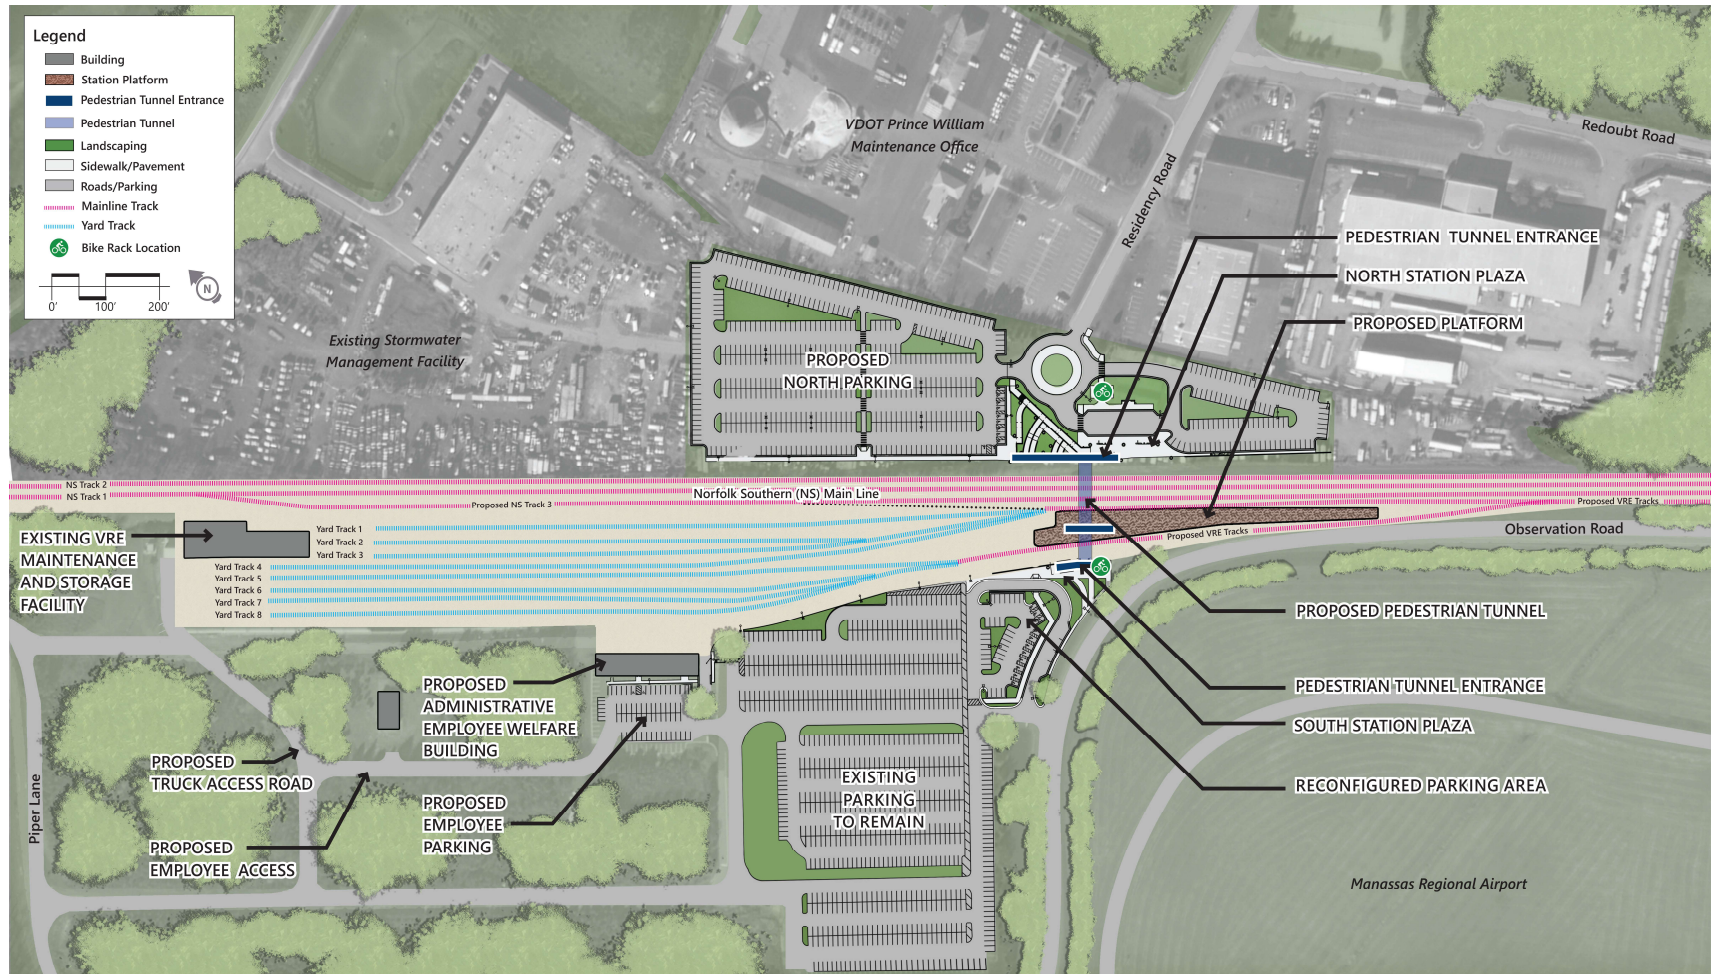 Legend
Building
Station Platform
Pedestrian Tunnel Entrance
Pedestrian Tunnel
Landscaping
Sidewalk/Pavement
Roads/Parking
Mainline Track
Yard Track
Bike Rack Location
0' 100' 200'
N
VDOT Prince William
Maintenance Office
Redoubt Road
Residency Road
Existing Stormwater
Management Facility
PEDESTRIAN TUNNEL ENTRANCE
NORTH STATION PLAZA
PROPOSED PLATFORM
PROPOSED
NORTH PARKING
NS Track 2
NS Track 1
Proposed NS Track 3
Norfolk Southern (NS) Main Line
Proposed VRE Tracks
Proposed VRE Tracks
Observation Road
Yard Track 1
Yard Track 2
Yard Track 3
Yard Track 4
Yard Track 5
Yard Track 6
Yard Track 7
Yard Track 8
EXISTING VRE
MAINTENANCE
AND STORAGE
FACILITY
PROPOSED PEDESTRIAN TUNNEL
PEDESTRIAN TUNNEL ENTRANCE
SOUTH STATION PLAZA
RECONFIGURED PARKING AREA
PROPOSED
ADMINISTRATIVE
EMPLOYEE WELFARE
BUILDING
PROPOSED
TRUCK ACCESS ROAD
PROPOSED
EMPLOYEE
PARKING
PROPOSED
EMPLOYEE ACCESS
EXISTING
PARKING
TO REMAIN
Piper Lane
Manassas Regional Airport